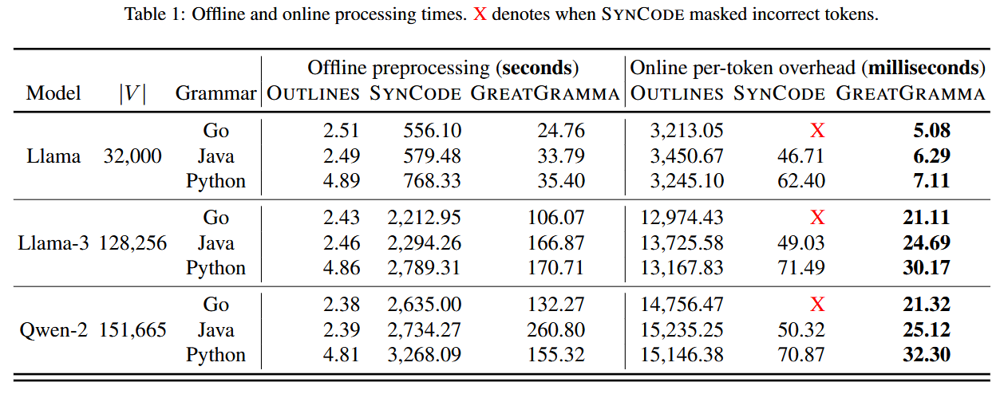 Table 1: Offline and online processing times. X denotes when SYNCODE masked incorrect tokens.
Offline preprocessing (seconds) Online per-token overhead (milliseconds)
Model |V| Grammar OUTLINES SYNCODE GREATGRAMMA OUTLINES SYNCODE GREATGRAMMA
Go 2.51 556.10 24.76 3,213.05 X 5.08
Llama 32,000 Java 2.49 579.48 33.79 3,450.67 46.71 6.29
Python 4.89 768.33 35.40 3,245.10 62.40 7.11
Go 2.43 2,212.95 106.07 12,974.43 X 21.11
Llama-3 128,256 Java 2.46 2,294.26 166.87 13,725.58 49.03 24.69
Python 4.86 2,789.31 170.71 13,167.83 71.49 30.17
Go 2.38 2,635.00 132.27 14,756.47 X 21.32
Qwen-2 151,665 Java 2.39 2,734.27 260.80 15,235.25 50.32 25.12
Python 4.81 3,268.09 155.32 15,146.38 70.87 32.30